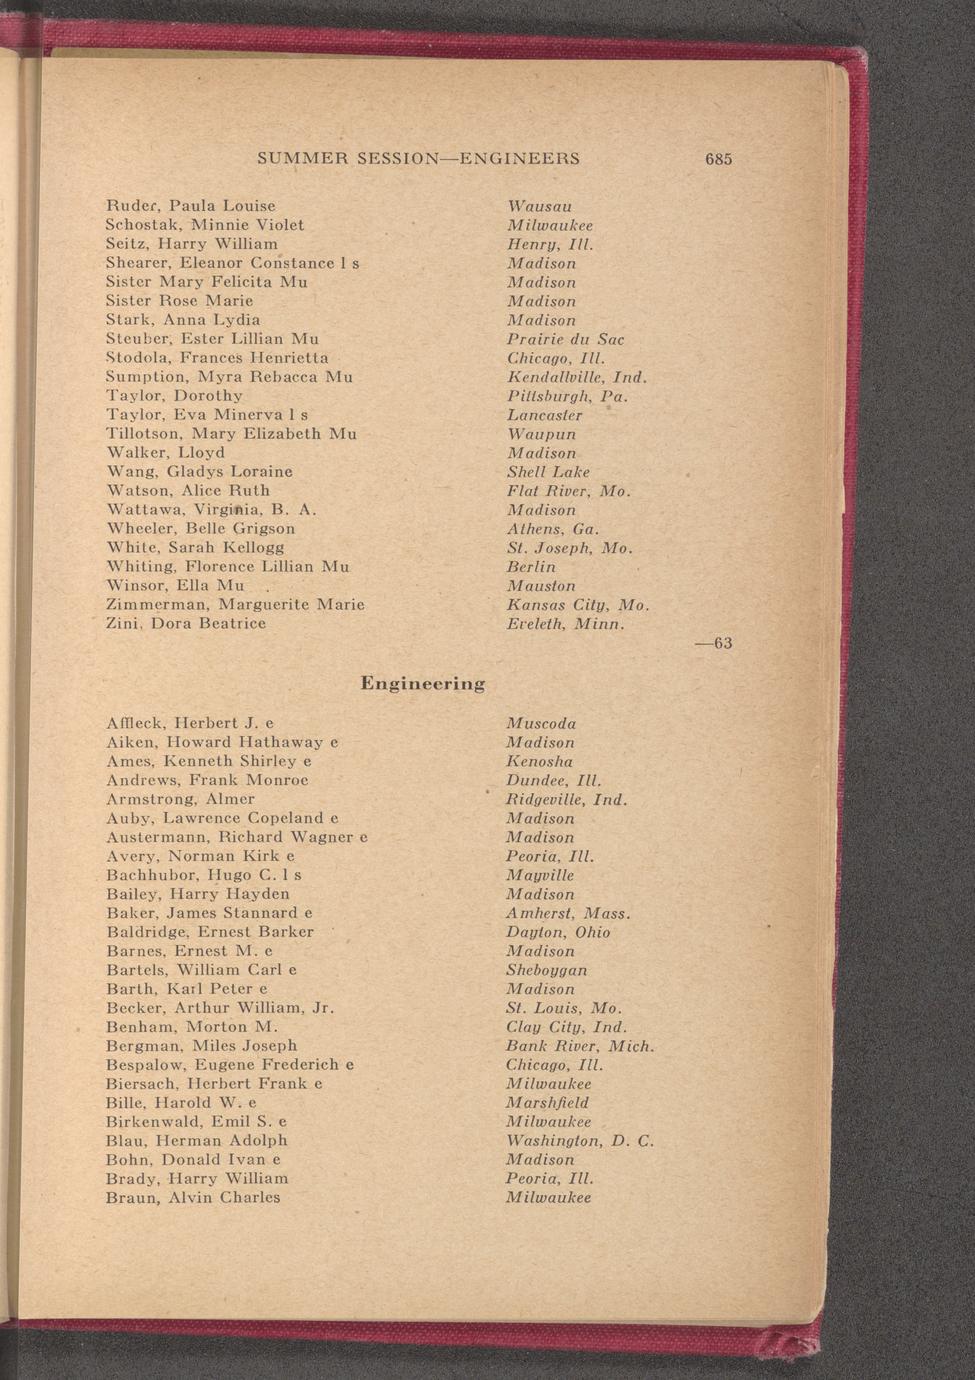 SUMMER SESSION—ENGINEERS 685
Ruder, Paula Louise Wausau
Schostak, Minnie Violet Milwaukee
Seitz, Harry William Henry, Ill.
Shearer, Eleanor Constance l s Madison
Sister Mary Felicita Mu Madison
Sister Rose Marie Madison
Stark, Anna Lydia Madison
Steuber, Ester Lillian Mu Prairie du Sac
Stodola, Frances Henrietta Chicago, Ill.
Sumption, Myra Rebacca Mu Kendallville, Ind.
Taylor, Dorothy Pittsburgh, Pa.
Taylor, Eva Minerva l s Lancaster
Tillotson, Mary Elizabeth Mu Waupun
Walker, Lloyd Madison
Wang, Gladys Loraine Shell Lake
Watson, Alice Ruth Flat River, Mo.
Wattawa, Virginia, B. A. Madison
Wheeler, Belle Grigson Athens, Ga.
White, Sarah Kellogg St. Joseph, Mo.
Whiting, Florence Lillian Mu Berlin
Winsor, Ella Mu Mauston
Zimmerman, Marguerite Marie Kansas City, Mo.
Zini, Dora Beatrice Eveleth, Minn.
—63
Engineering
Affleck, Herbert J. e Muscoda
Aiken, Howard Hathaway e Madison
Ames, Kenneth Shirley e Kenosha
Andrews, Frank Monroe Dundee, Ill.
Armstrong, Almer Ridgeville, Ind.
Auby, Lawrence Copeland e Madison
Austermann, Richard Wagner e Madison
Avery, Norman Kirk e Peoria, Ill.
Bachhubor, Hugo C. l s Mayville
Bailey, Harry Hayden Madison
Baker, James Stannard e Amherst, Mass.
Baldridge, Ernest Barker Dayton, Ohio
Barnes, Ernest M. e Madison
Bartels, William Carl e Sheboygan
Barth, Karl Peter e Madison
Becker, Arthur William, Jr. St. Louis, Mo.
Benham, Morton M. Clay City, Ind.
Bergman, Miles Joseph Bank River, Mich.
Bespalow, Eugene Frederich e Chicago, Ill.
Biersach, Herbert Frank e Milwaukee
Bille, Harold W. e Marshfield
Birkenwald, Emil S. e Milwaukee
Blau, Herman Adolph Washington, D. C.
Bohn, Donald Ivan e Madison
Brady, Harry William Peoria, Ill.
Braun, Alvin Charles Milwaukee